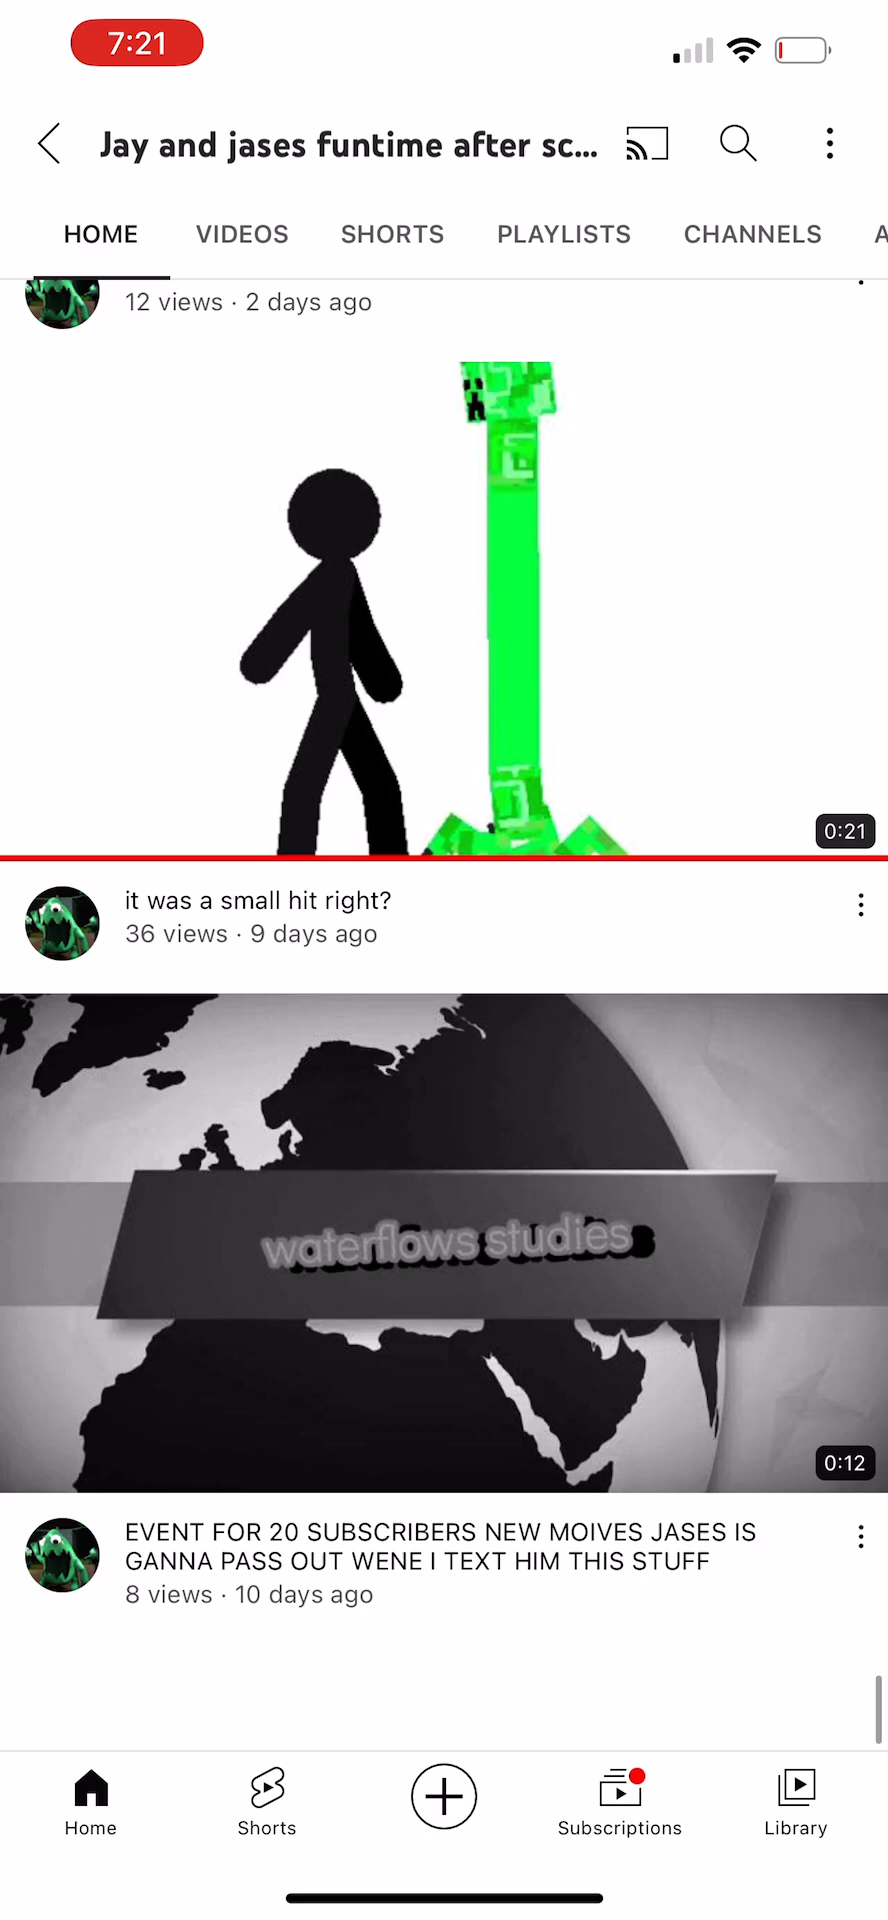 7:21
Jay and jases funtime after sc...
HOME VIDEOS SHORTS PLAYLISTS CHANNELS A
12 views · 2 days ago
0:21
it was a small hit right?
36 views · 9 days ago
waterflows studies
0:12
EVENT FOR 20 SUBSCRIBERS NEW MOIVES JASES IS
GANNA PASS OUT WENE I TEXT HIM THIS STUFF
8 views · 10 days ago
Home Shorts Subscriptions Library